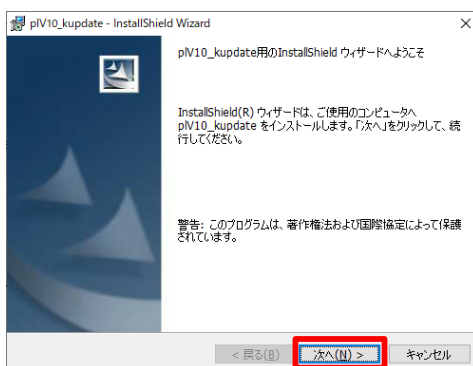 plV10_kupdate - InstallShield Wizard
plV10_kupdate用のInstallShield ウィザードへようこそ
InstallShield(R) ウィザードは、ご使用のコンピュータへ
plV10_kupdate をインストールします。「次へ」をクリックして、続
行してください。
警告: このプログラムは、著作権法および国際協定によって保護
されています。
< 戻る(B)
次へ(N) >
キャンセル